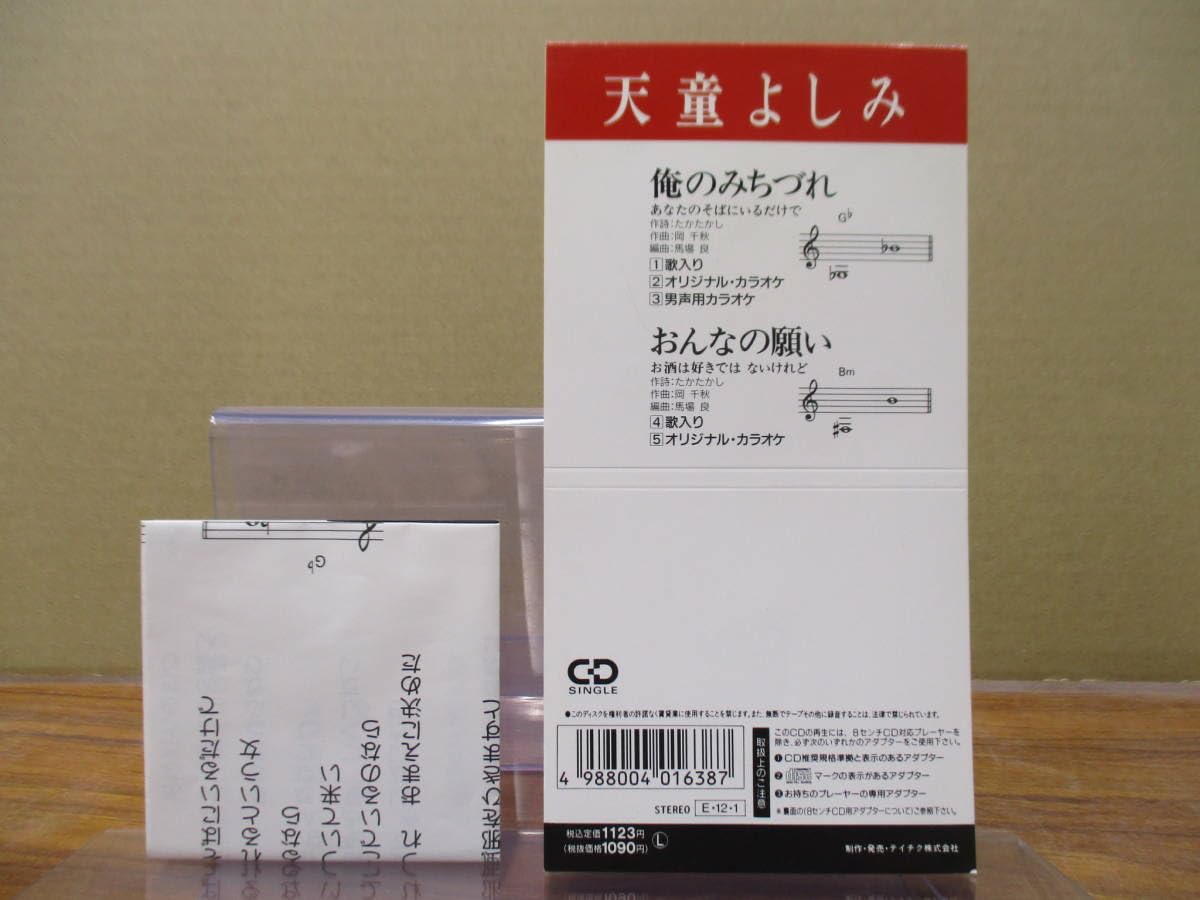 天童よしみ
俺のみちづれ
あなたのそばにいるだけで
作詩:たかたかし
作曲:岡 千秋
編曲:馬場 良
G♭
1歌入り
2オリジナル・カラオケ
3男声用カラオケ
おんなの願い
お酒は好きでは ないけれど
作詩:たかたかし
作曲:岡 千秋
編曲:馬場 良
Bm
4歌入り
5オリジナル・カラオケ
CD
SINGLE
●このディスクを権利者の許諾なく賃貸業に使用することを禁じます。また、無断でテープその他に録音することは、法律で禁じられています。
4 988004 016387
STEREO E・12・1
取扱上のご注意
このCDの再生には、8センチCD対応プレーヤーを
除き、必ず次のいずれかのアダプターをご使用下さい。
❶CD推奨規格準拠と表示のあるアダプター
❷マークの表示があるアダプター
❸お持ちのプレーヤーの専用アダプター
※裏面の(8センチCD用アダプターについて)ご参照下さい。
税込定価1123円
(税抜価格1090円) L
制作・発売・テイチク株式会社
G♭